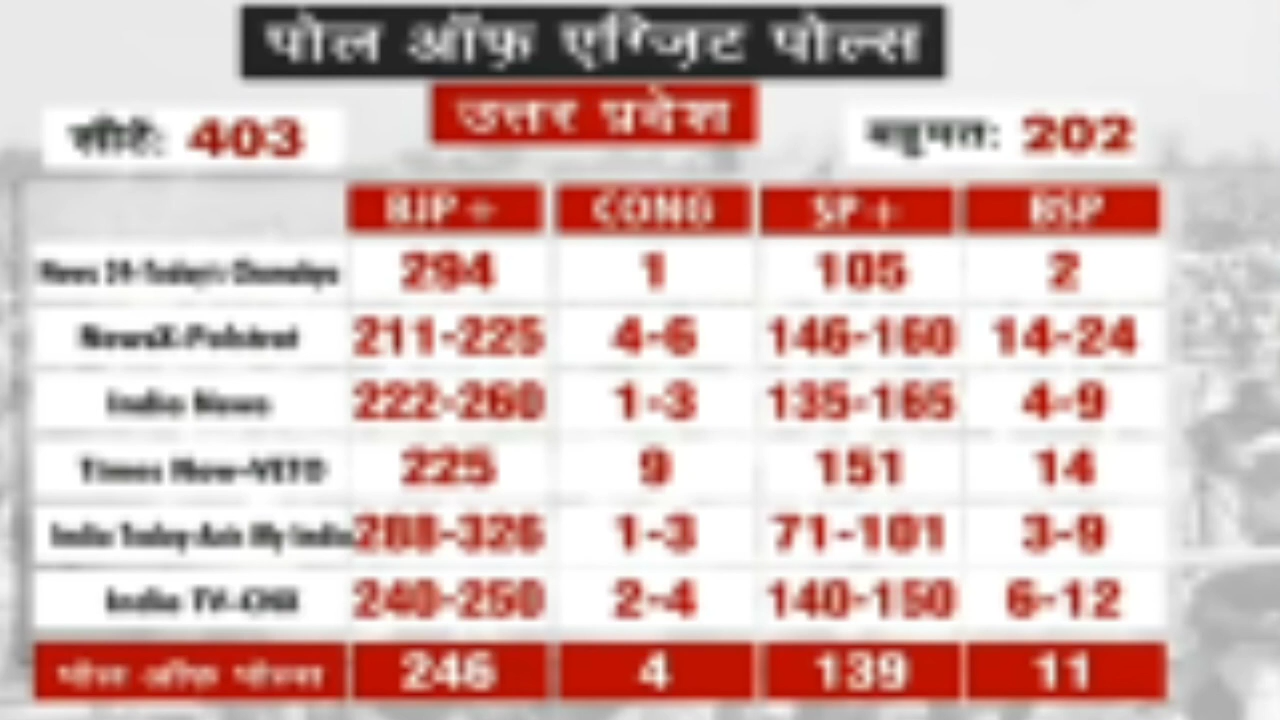 पोल ऑफ़ एग्जि़ट पोल्स
उत्तर प्रदेश
सीटें: 403
बहुमत: 202
BJP+ CONG SP+ BSP
News 24-Today's Chanakya 294 1 105 2
NewsX-Polstrat 211-225 4-6 146-160 14-24
India News 222-260 1-3 135-165 4-9
Times Now-VETO 225 9 151 14
India Today-Axis My India 288-326 1-3 71-101 3-9
India TV-CNX 240-250 2-4 140-150 6-12
पोल ऑफ़ पोल्स 246 4 139 11